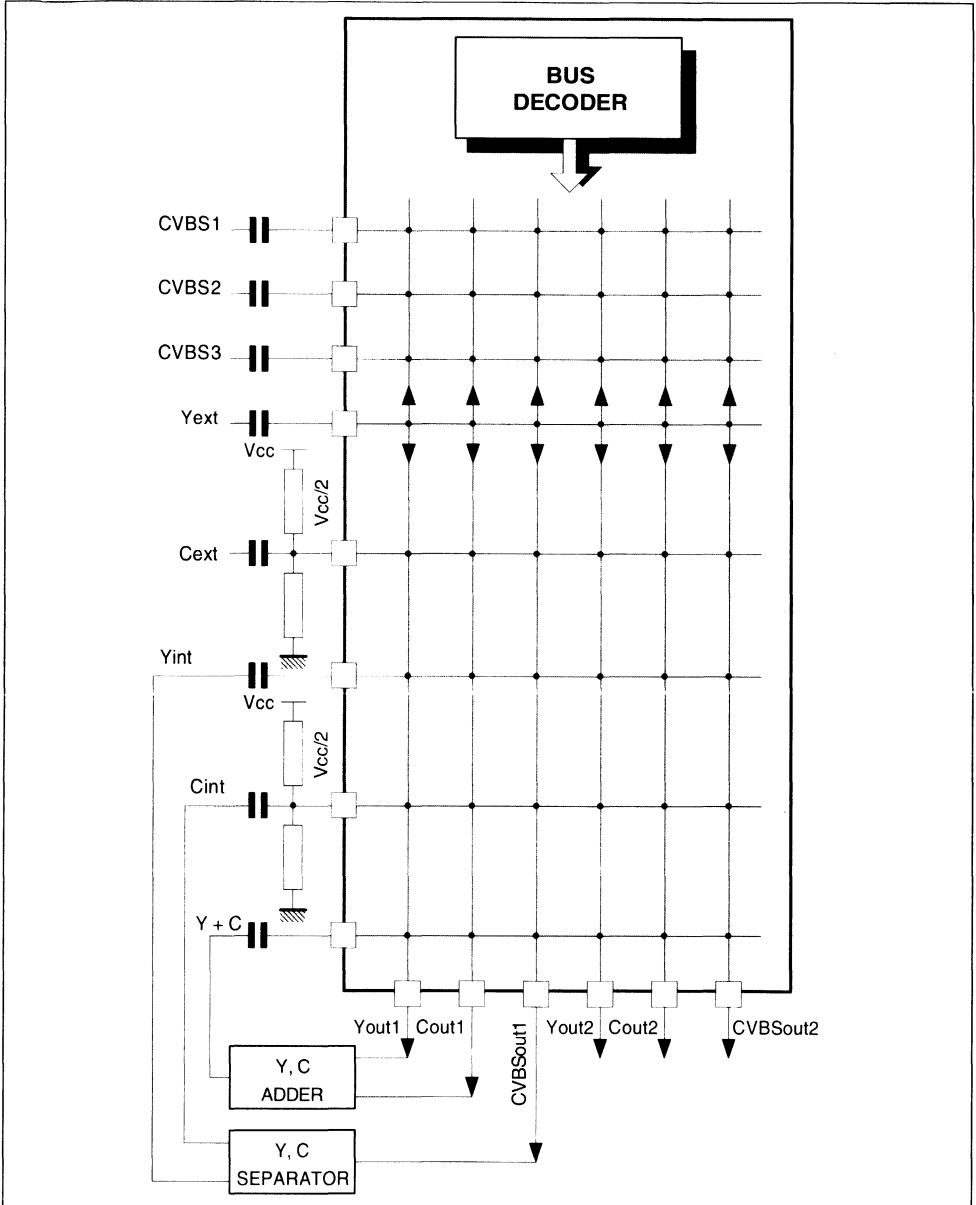 BUS
DECODER
CVBS1
CVBS2
CVBS3
Yext
Vcc
Vcc/2
Cext
Yint
Vcc
Vcc/2
Cint
Y + C
Yout1
Cout1
CVBSout1
Yout2
Cout2
CVBSout2
Y, C
ADDER
Y, C
SEPARATOR